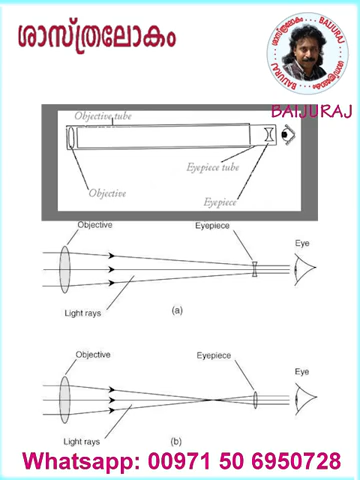 ശാസ്ത്രലോകം
BAIJURAJ
Objective tube
Eyepiece tube
Objective
Eyepiece
Objective
Eyepiece
Eye
Light rays
(a)
Objective
Eyepiece
Eye
Light rays
(b)
Whatsapp: 00971 50 6950728